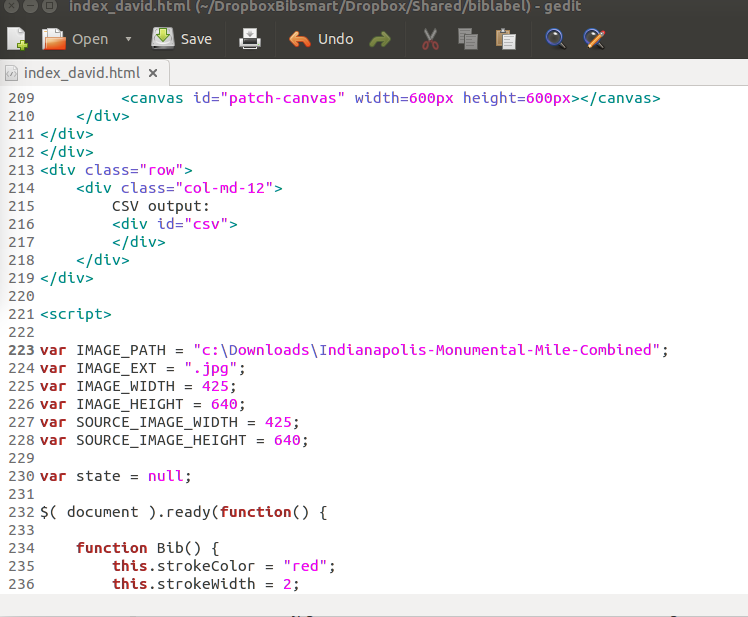 index_david.html (~/DropboxBibsmart/Dropbox/Shared/biblabel) - gedit
Open Save Undo
index_david.html ×
209         <canvas id="patch-canvas" width=600px height=600px></canvas>
210    </div>
211 </div>
212 </div>
213 <div class="row">
214    <div class="col-md-12">
215        CSV output:
216        <div id="csv">
217        </div>
218    </div>
219 </div>
220
221 <script>
222
223 var IMAGE_PATH = "c:\Downloads\Indianapolis-Monumental-Mile-Combined";
224 var IMAGE_EXT = ".jpg";
225 var IMAGE_WIDTH = 425;
226 var IMAGE_HEIGHT = 640;
227 var SOURCE_IMAGE_WIDTH = 425;
228 var SOURCE_IMAGE_HEIGHT = 640;
229
230 var state = null;
231
232 $( document ).ready(function() {
233
234    function Bib() {
235        this.strokeColor = "red";
236        this.strokeWidth = 2;